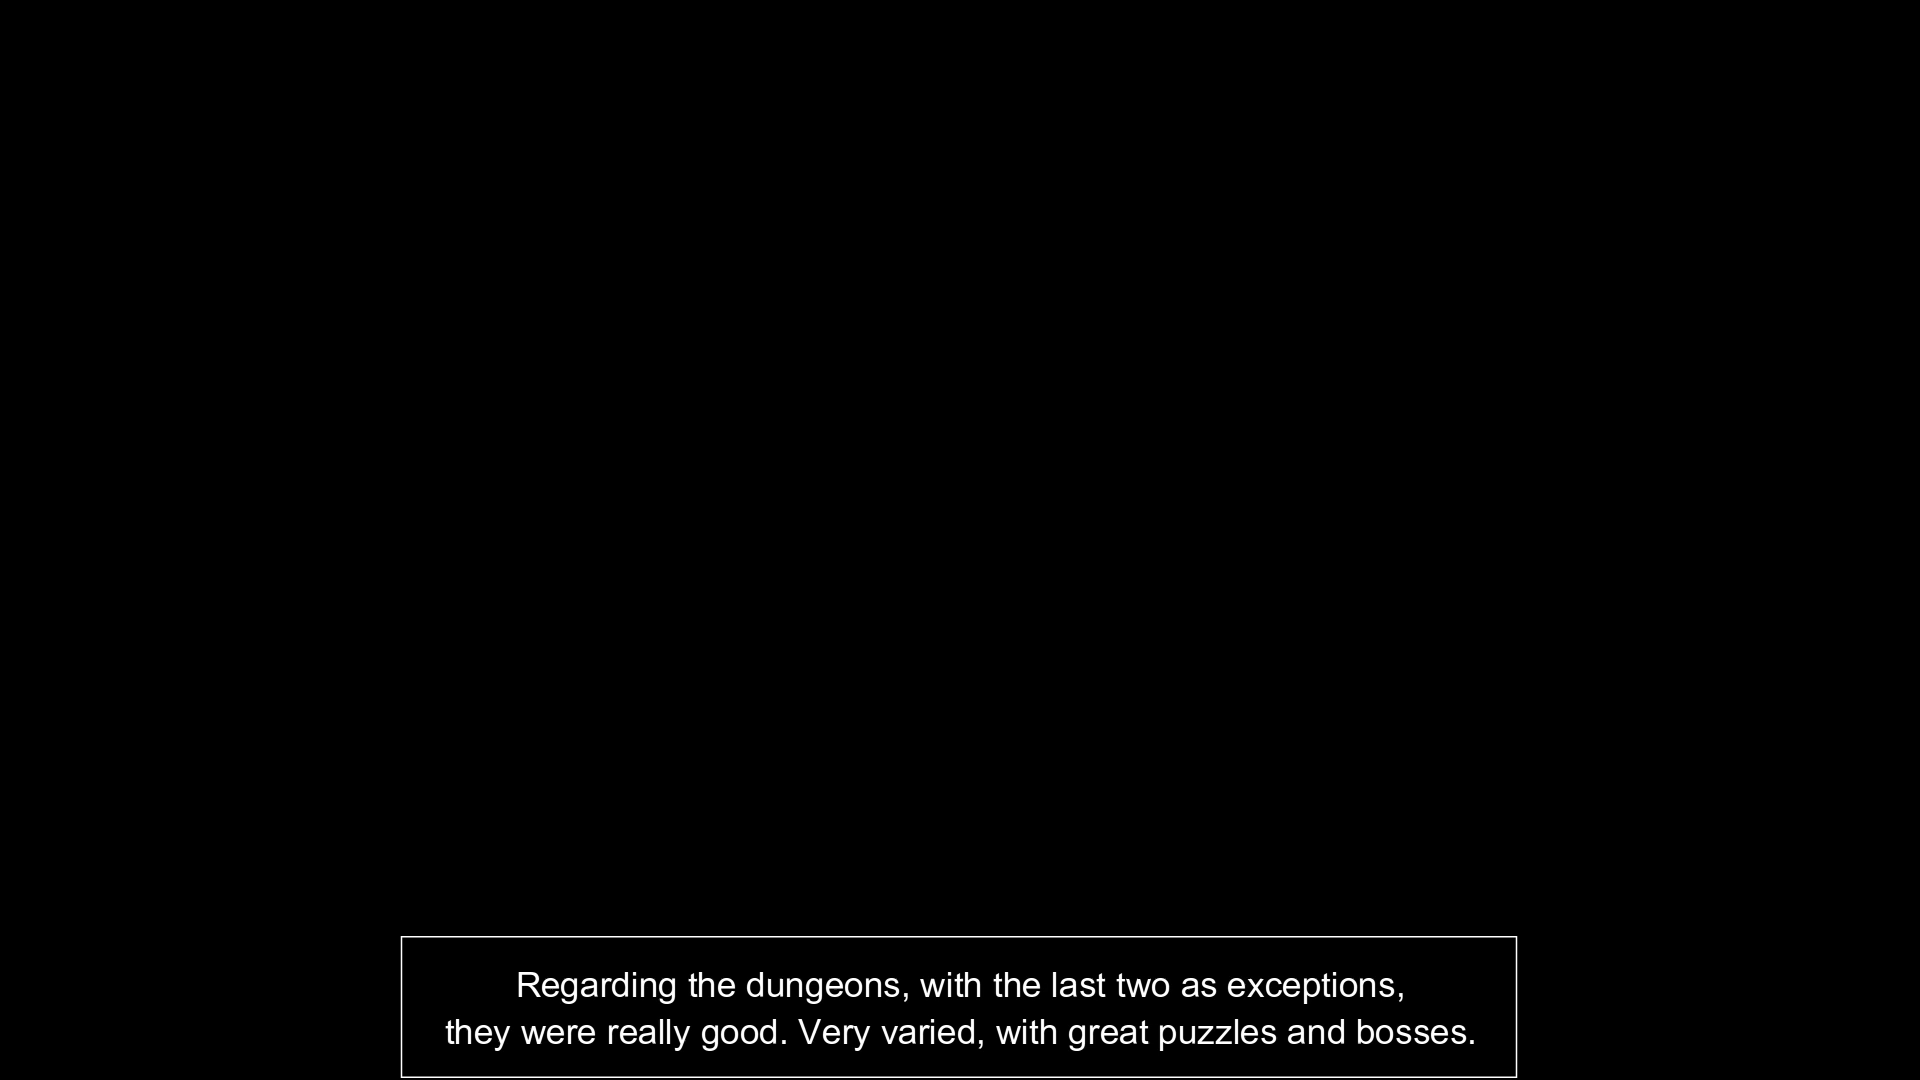 Regarding the dungeons, with the last two as exceptions,
they were really good. Very varied, with great puzzles and bosses.